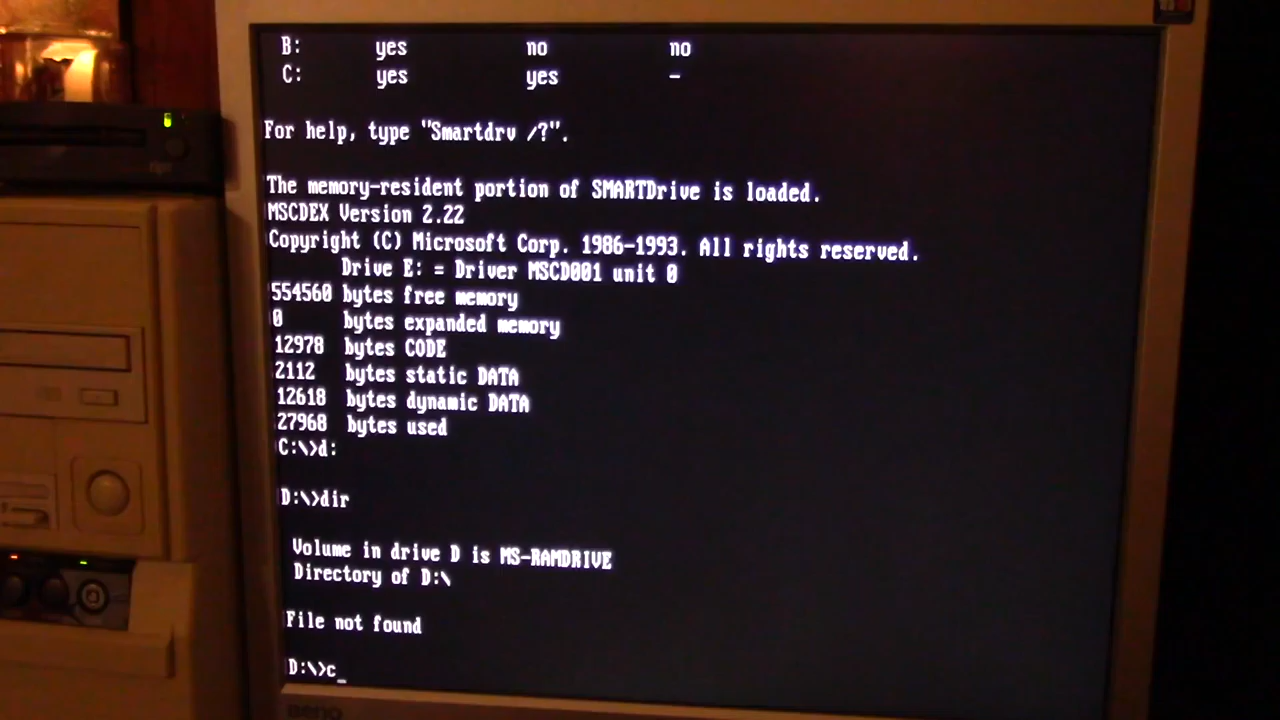 B: yes no no
C: yes yes -
For help, type "Smartdrv /?".
The memory-resident portion of SMARTDrive is loaded.
MSCDEX Version 2.22
Copyright (C) Microsoft Corp. 1986-1993. All rights reserved.
Drive E: = Driver MSCD001 unit 0
554560 bytes free memory
0 bytes expanded memory
12978 bytes CODE
2112 bytes static DATA
12618 bytes dynamic DATA
27968 bytes used
C:\>d:
D:\>dir
Volume in drive D is MS-RAMDRIVE
Directory of D:\
File not found
D:\>c_
BENQ